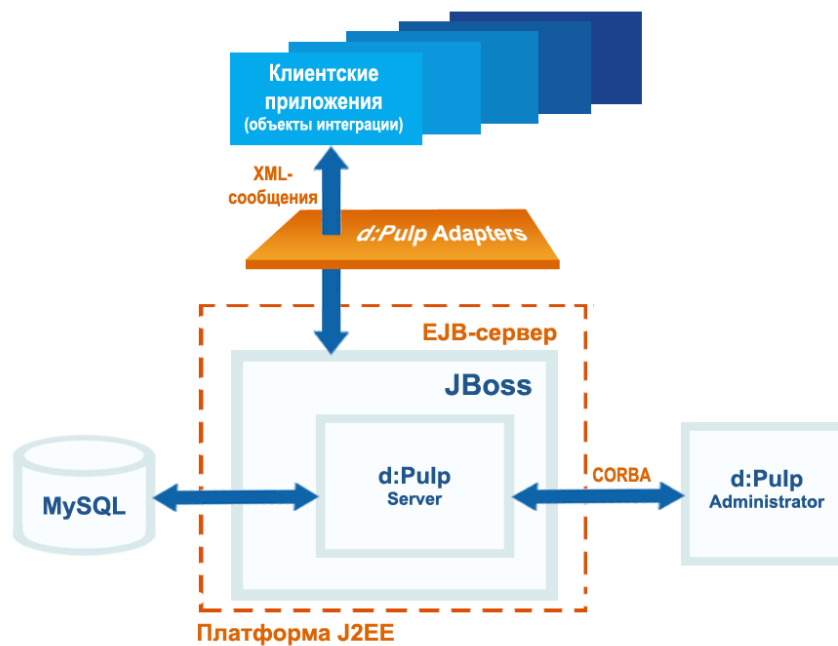 Клиентские
приложения
(объекты интеграции)
XML-
сообщения
d:Pulp Adapters
EJB-сервер
JBoss
d:Pulp
Server
MySQL
CORBA
d:Pulp
Administrator
Платформа J2EE